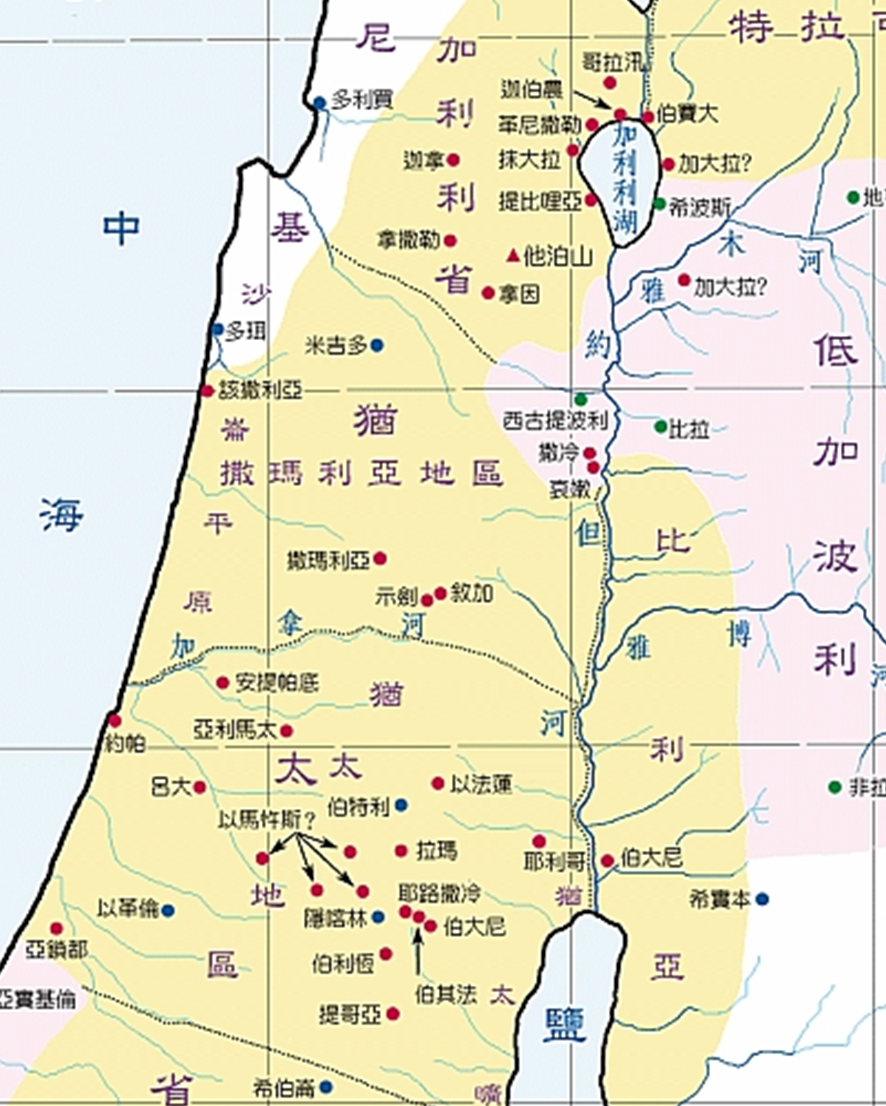 尼
加利利省
特拉可
哥拉汛
迦伯農
多利買
革尼撒勒
伯賽大
加利利湖
迦拿
抹大拉
加大拉?
提比哩亞
希波斯
中海
基沙
拿撒勒
他泊山
木
河
雅
拿因
加大拉?
多珥
米吉多
約但河
低加波利
該撒利亞
崙平原
猶太地區
撒瑪利亞地區
西古提波利
比拉
撒冷
哀嫩
比利亞
撒瑪利亞
示劍
敘加
加拿河
雅博河
安提帕底
猶太省
亞利馬太
約帕
呂大
以法蓮
伯特利
非拉
以馬忤斯?
拉瑪
耶利哥
伯大尼
猶太曠
耶路撒冷
希實本
以革倫
隱喀林
伯大尼
亞鎖都
伯利恆
伯其法
亞實基倫
提哥亞
鹽
希伯崙